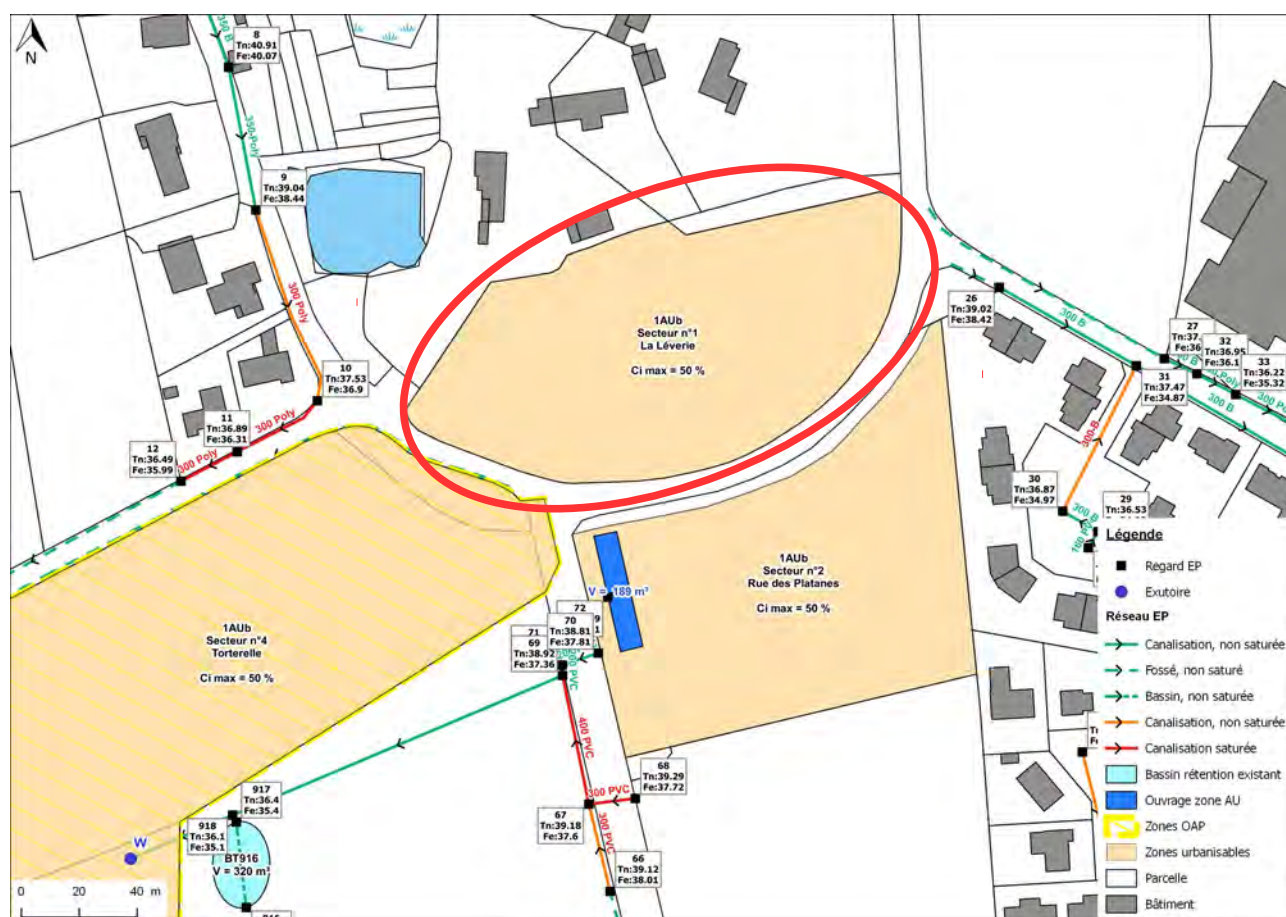 N
350 B
8
Tn:40.91
Fe:40.07
350-Poly
9
Tn:39.04
Fe:38.44
300 Poly
10
Tn:37.53
Fe:36.9
300 Poly
11
Tn:36.89
Fe:36.31
300 Poly
12
Tn:36.49
Fe:35.99
1AUb
Secteur n°1
La Léverie
Ci max = 50 %
26
Tn:39.02
Fe:38.42
300 B
27
32
Tn:36.95
33
Tn:36.22
Fe:35.32
31
Tn:37.47
Fe:34.87
300 B
300-B
30
Tn:36.87
Fe:34.97
300 B
29
Tn:36.53
1AUb
Secteur n°2
Rue des Platanes
Ci max = 50 %
V = 189 m³
72
71
70
Tn:38.81
Fe:37.81
69
Tn:38.92
Fe:37.36
1AUb
Secteur n°4
Torterelle
Ci max = 50 %
400 PVC
68
Tn:39.29
Fe:37.72
300 PVC
67
Tn:39.18
Fe:37.6
300 PVC
66
Tn:39.12
Fe:38.01
917
Tn:36.4
Fe:35.4
918
Tn:36.1
Fe:35.1
W
BT916
V = 320 m³
0 20 40 m
Légende
Regard EP
Exutoire
Réseau EP
Canalisation, non saturée
Fossé, non saturé
Bassin, non saturée
Canalisation, non saturée
Canalisation saturée
Bassin rétention existant
Ouvrage zone AU
Zones OAP
Zones urbanisables
Parcelle
Bâtiment